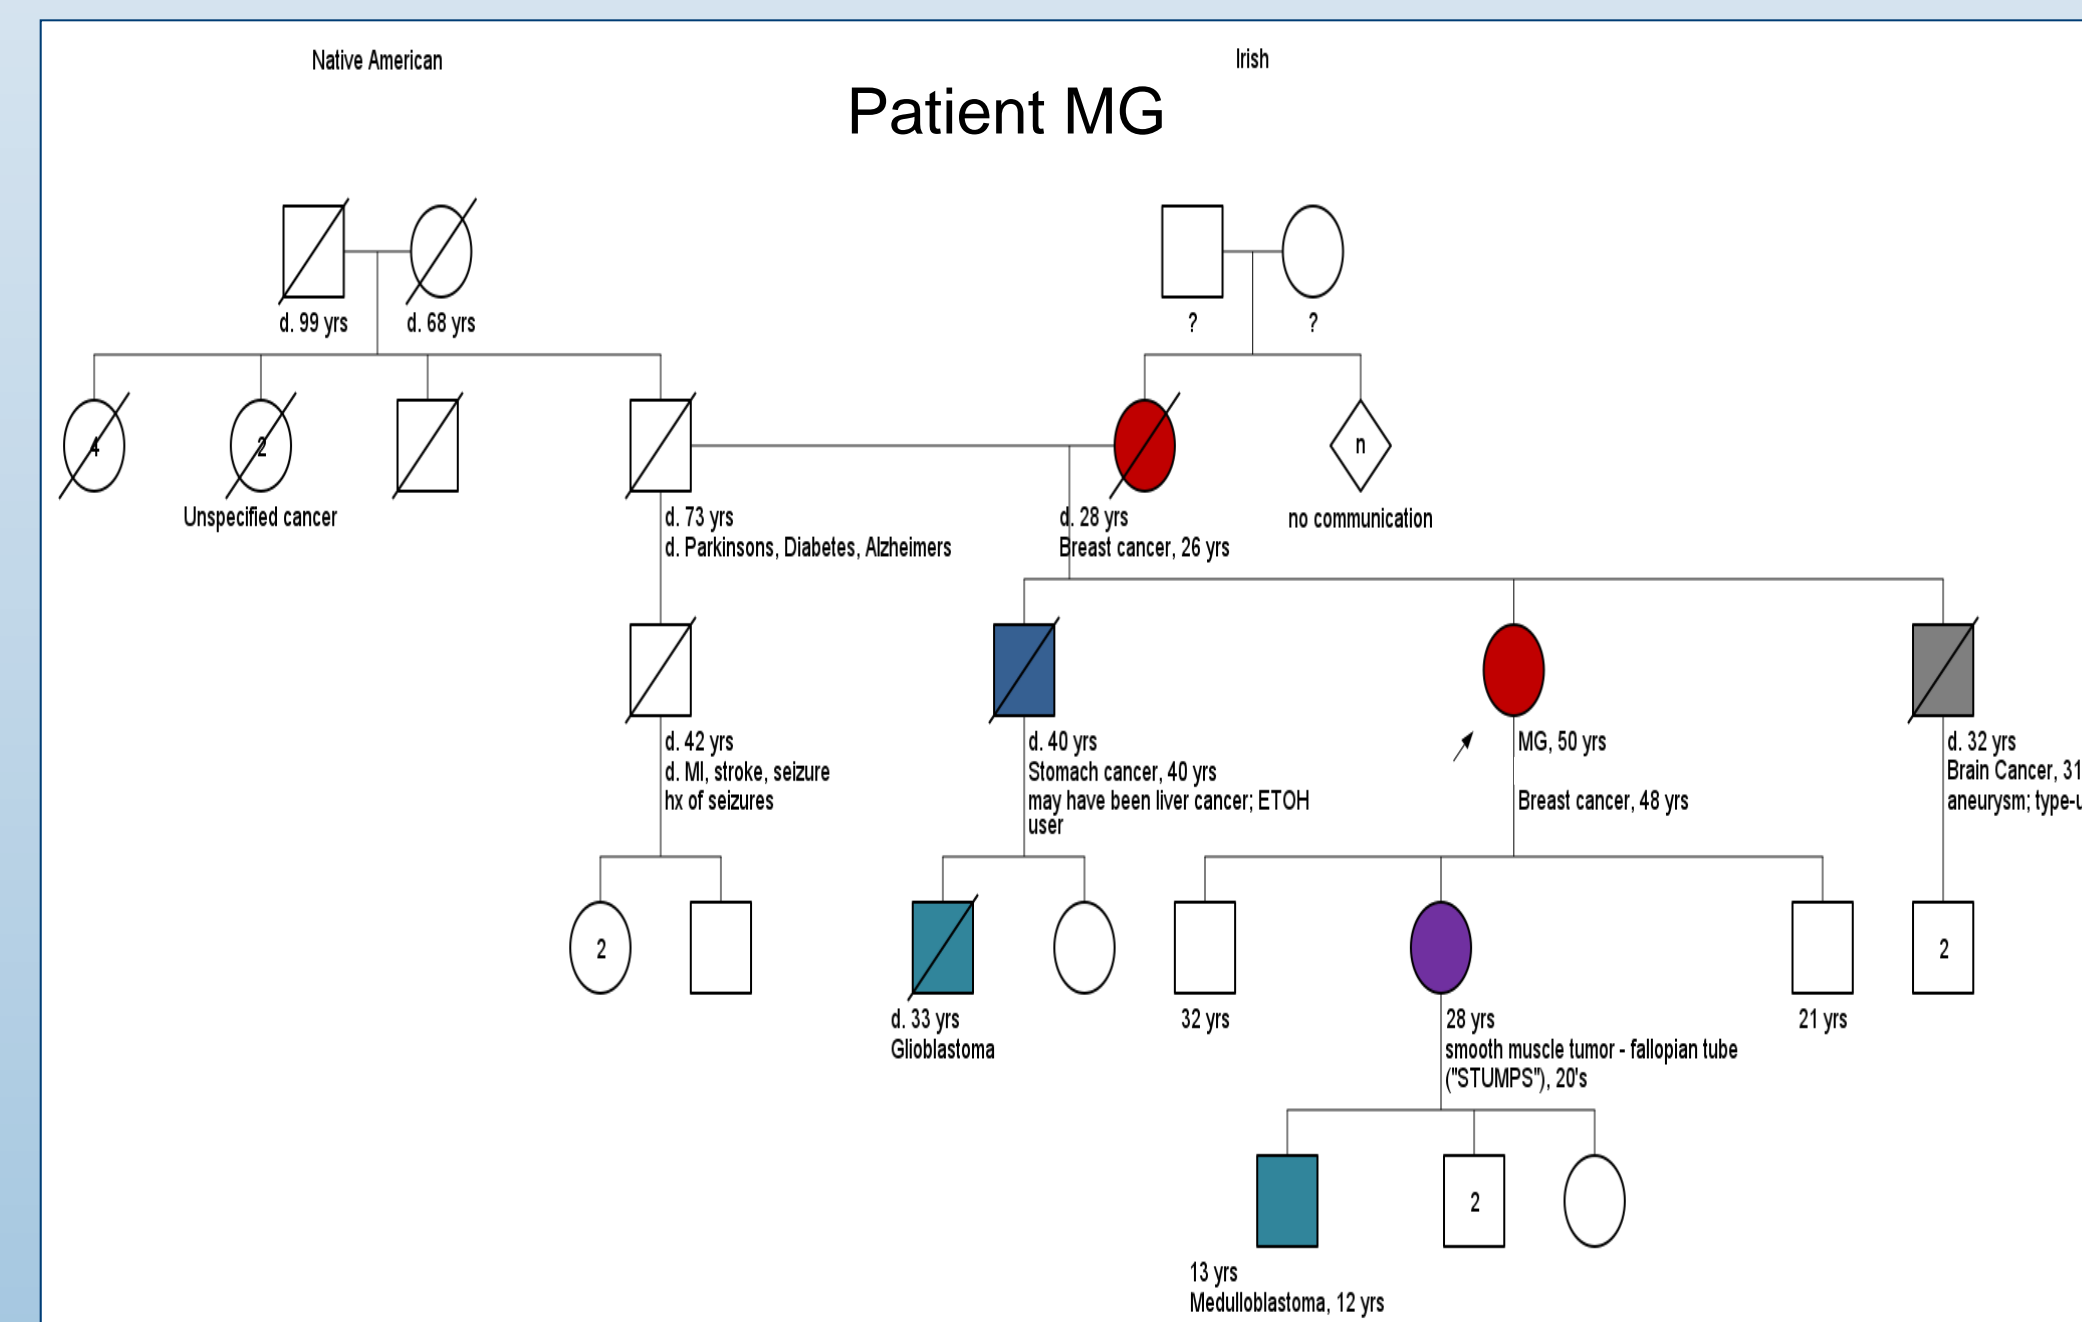 Native American
Irish
Patient MG
d. 99 yrs
d. 68 yrs
?
?
4
2
n
Unspecified cancer
d. 73 yrs
d. Parkinsons, Diabetes, Alzheimers
d. 28 yrs
Breast cancer, 26 yrs
no communication
d. 42 yrs
d. MI, stroke, seizure
hx of seizures
d. 40 yrs
Stomach cancer, 40 yrs
may have been liver cancer; ETOH
user
MG, 50 yrs
Breast cancer, 48 yrs
d. 32 yrs
Brain Cancer, 31
aneurysm; type-u
2
2
d. 33 yrs
Glioblastoma
32 yrs
28 yrs
smooth muscle tumor - fallopian tube
("STUMPS"), 20's
21 yrs
2
13 yrs
Medulloblastoma, 12 yrs